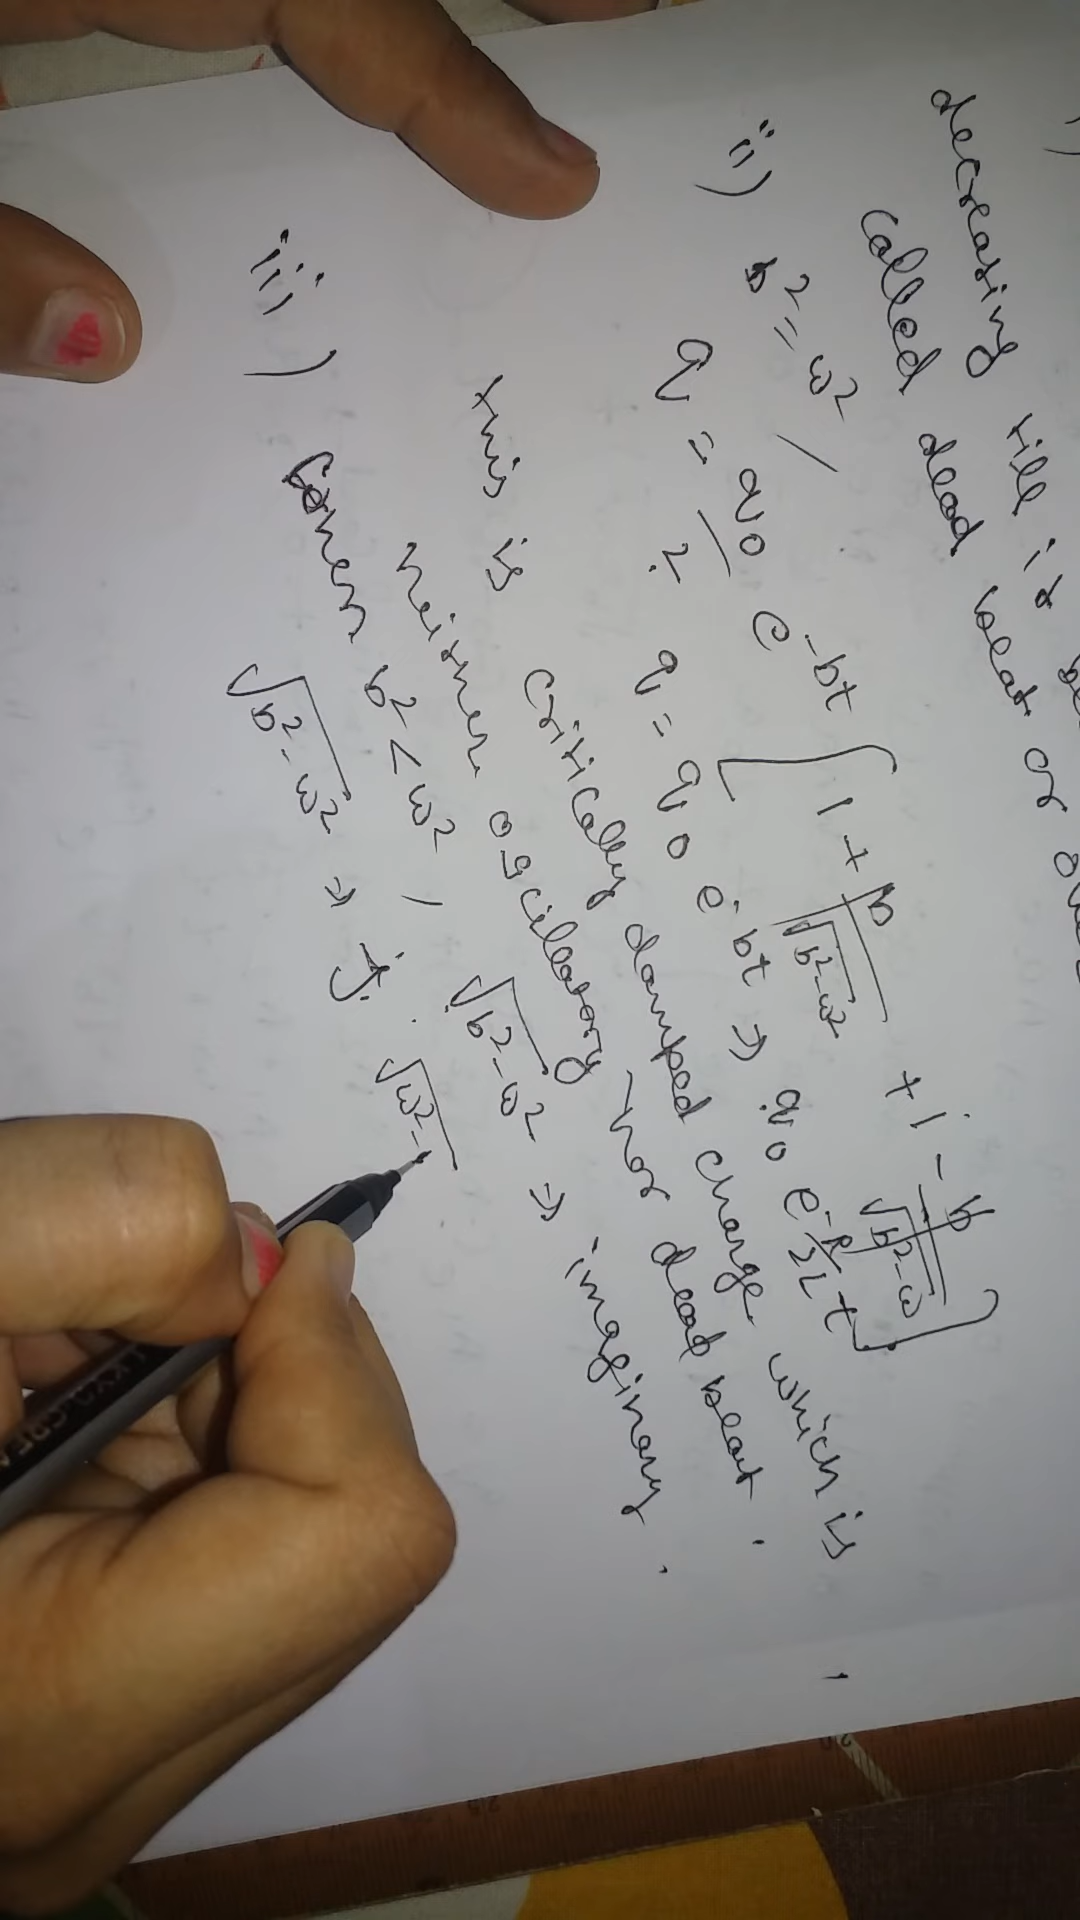 decreasing till it
called dead beat or
ii) b² = ω² /
q = q₀/2 e^-bt [ 1 + b/√b²-ω² + 1 - b/√b²-ω ]
q = q₀ e^-bt ⇒ q₀ e^-R/2L t
this is critically damped charge which is
neither oscillatory nor dead beat.
iii) when b² < ω² , √b²-ω² ⇒ imaginary.
√b²-ω² ⇒ j. √ω²-